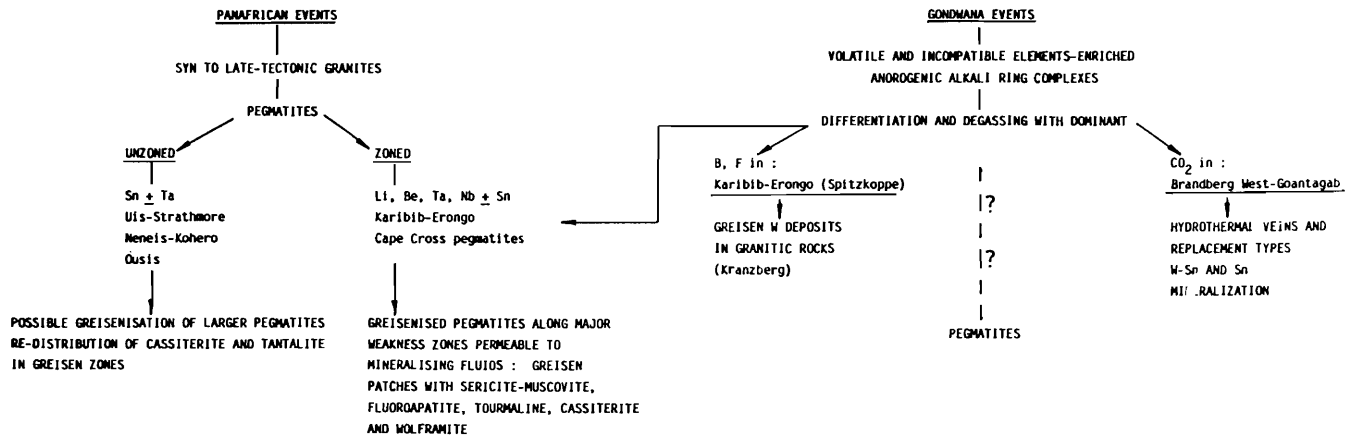 PANAFRICAN EVENTS
SYN TO LATE-TECTONIC GRANITES
PEGMATITES
UNZONED
Sn ± Ta
Uis-Strathmore
Neneis-Kohero
Ousis
POSSIBLE GREISENISATION OF LARGER PEGMATITES
RE-DISTRIBUTION OF CASSITERITE AND TANTALITE
IN GREISEN ZONES
ZONED
Li, Be, Ta, Nb ± Sn
Karibib-Erongo
Cape Cross pegmatites
GREISENISED PEGMATITES ALONG MAJOR
WEAKNESS ZONES PERMEABLE TO
MINERALISING FLUIDS : GREISEN
PATCHES WITH SERICITE-MUSCOVITE,
FLUOROAPATITE, TOURMALINE, CASSITERITE
AND WOLFRAMITE
GONDWANA EVENTS
VOLATILE AND INCOMPATIBLE ELEMENTS-ENRICHED
ANOROGENIC ALKALI RING COMPLEXES
DIFFERENTIATION AND DEGASSING WITH DOMINANT
B, F in :
Karibib-Erongo (Spitzkoppe)
GREISEN W DEPOSITS
IN GRANITIC ROCKS
(Kranzberg)
?
?
PEGMATITES
CO2 in :
Brandberg West-Goantagab
HYDROTHERMAL VEINS AND
REPLACEMENT TYPES
W-Sn AND Sn
MINERALIZATION